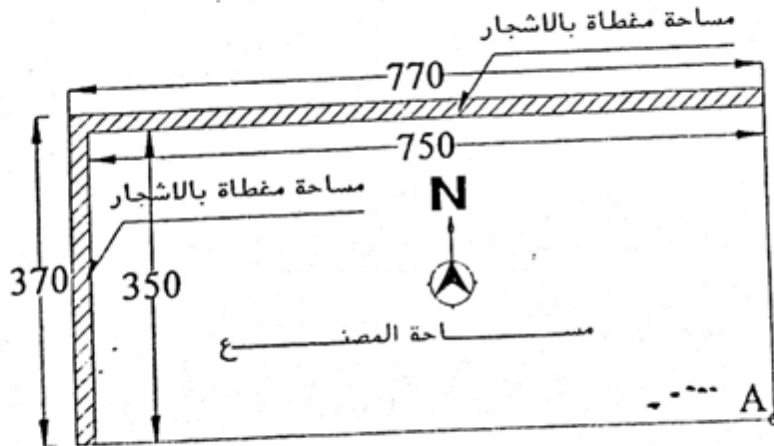 مساحة مغطاة بالاشجار
770
750
مساحة مغطاة بالاشجار
N
370
350
مساحة المصنع
A